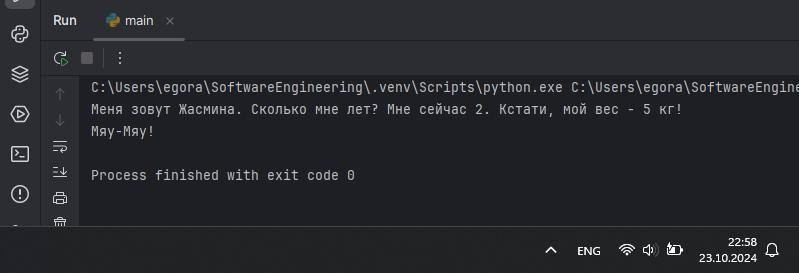 Run
main
C:\Users\egora\SoftwareEngineering\.venv\Scripts\python.exe C:\Users\egora\SoftwareEngine
Меня зовут Жасмина. Сколько мне лет? Мне сейчас 2. Кстати, мой вес - 5 кг!
Мяу-Мяу!
Process finished with exit code 0
ENG
22:58
23.10.2024